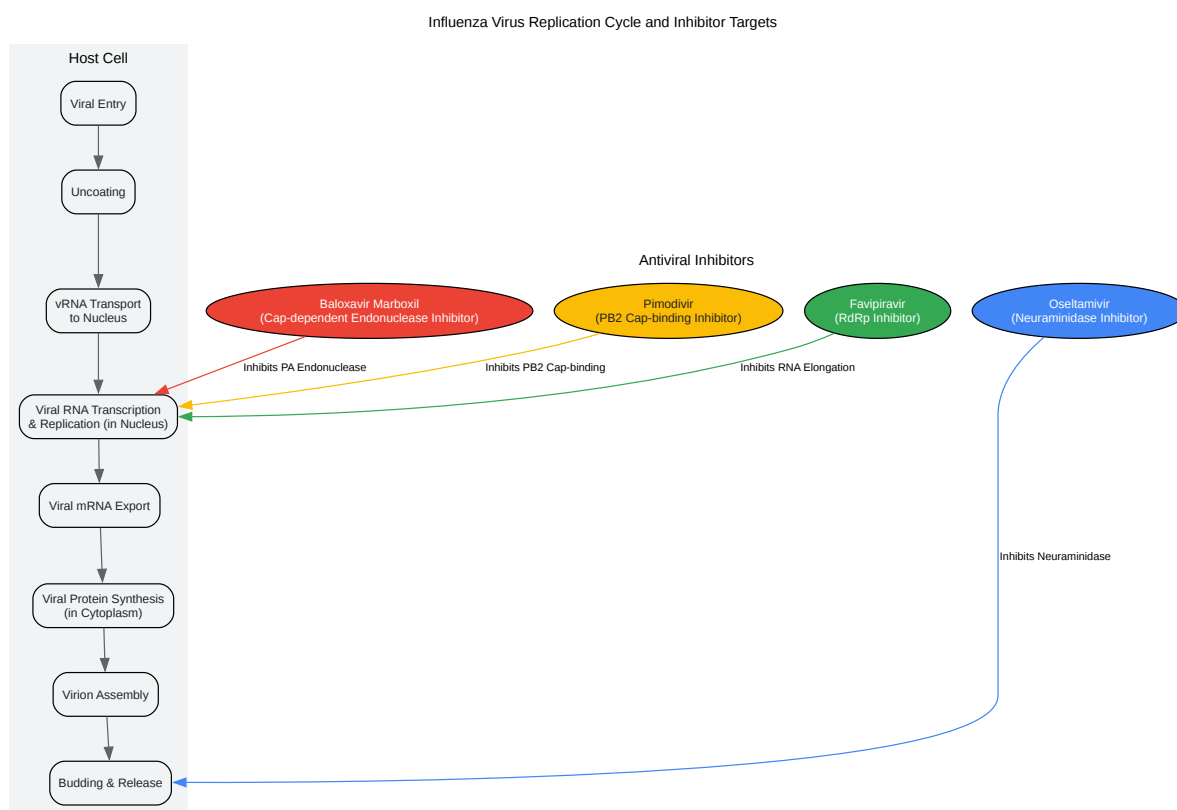 Influenza Virus Replication Cycle and Inhibitor Targets
Host Cell
Viral Entry
Uncoating
vRNA Transport
to Nucleus
Viral RNA Transcription
& Replication (in Nucleus)
Viral mRNA Export
Viral Protein Synthesis
(in Cytoplasm)
Virion Assembly
Budding & Release
Antiviral Inhibitors
Baloxavir Marboxil
(Cap-dependent Endonuclease Inhibitor)
Pimodivir
(PB2 Cap-binding Inhibitor)
Favipiravir
(RdRp Inhibitor)
Oseltamivir
(Neuraminidase Inhibitor)
Inhibits PA Endonuclease
Inhibits PB2 Cap-binding
Inhibits RNA Elongation
Inhibits Neuraminidase